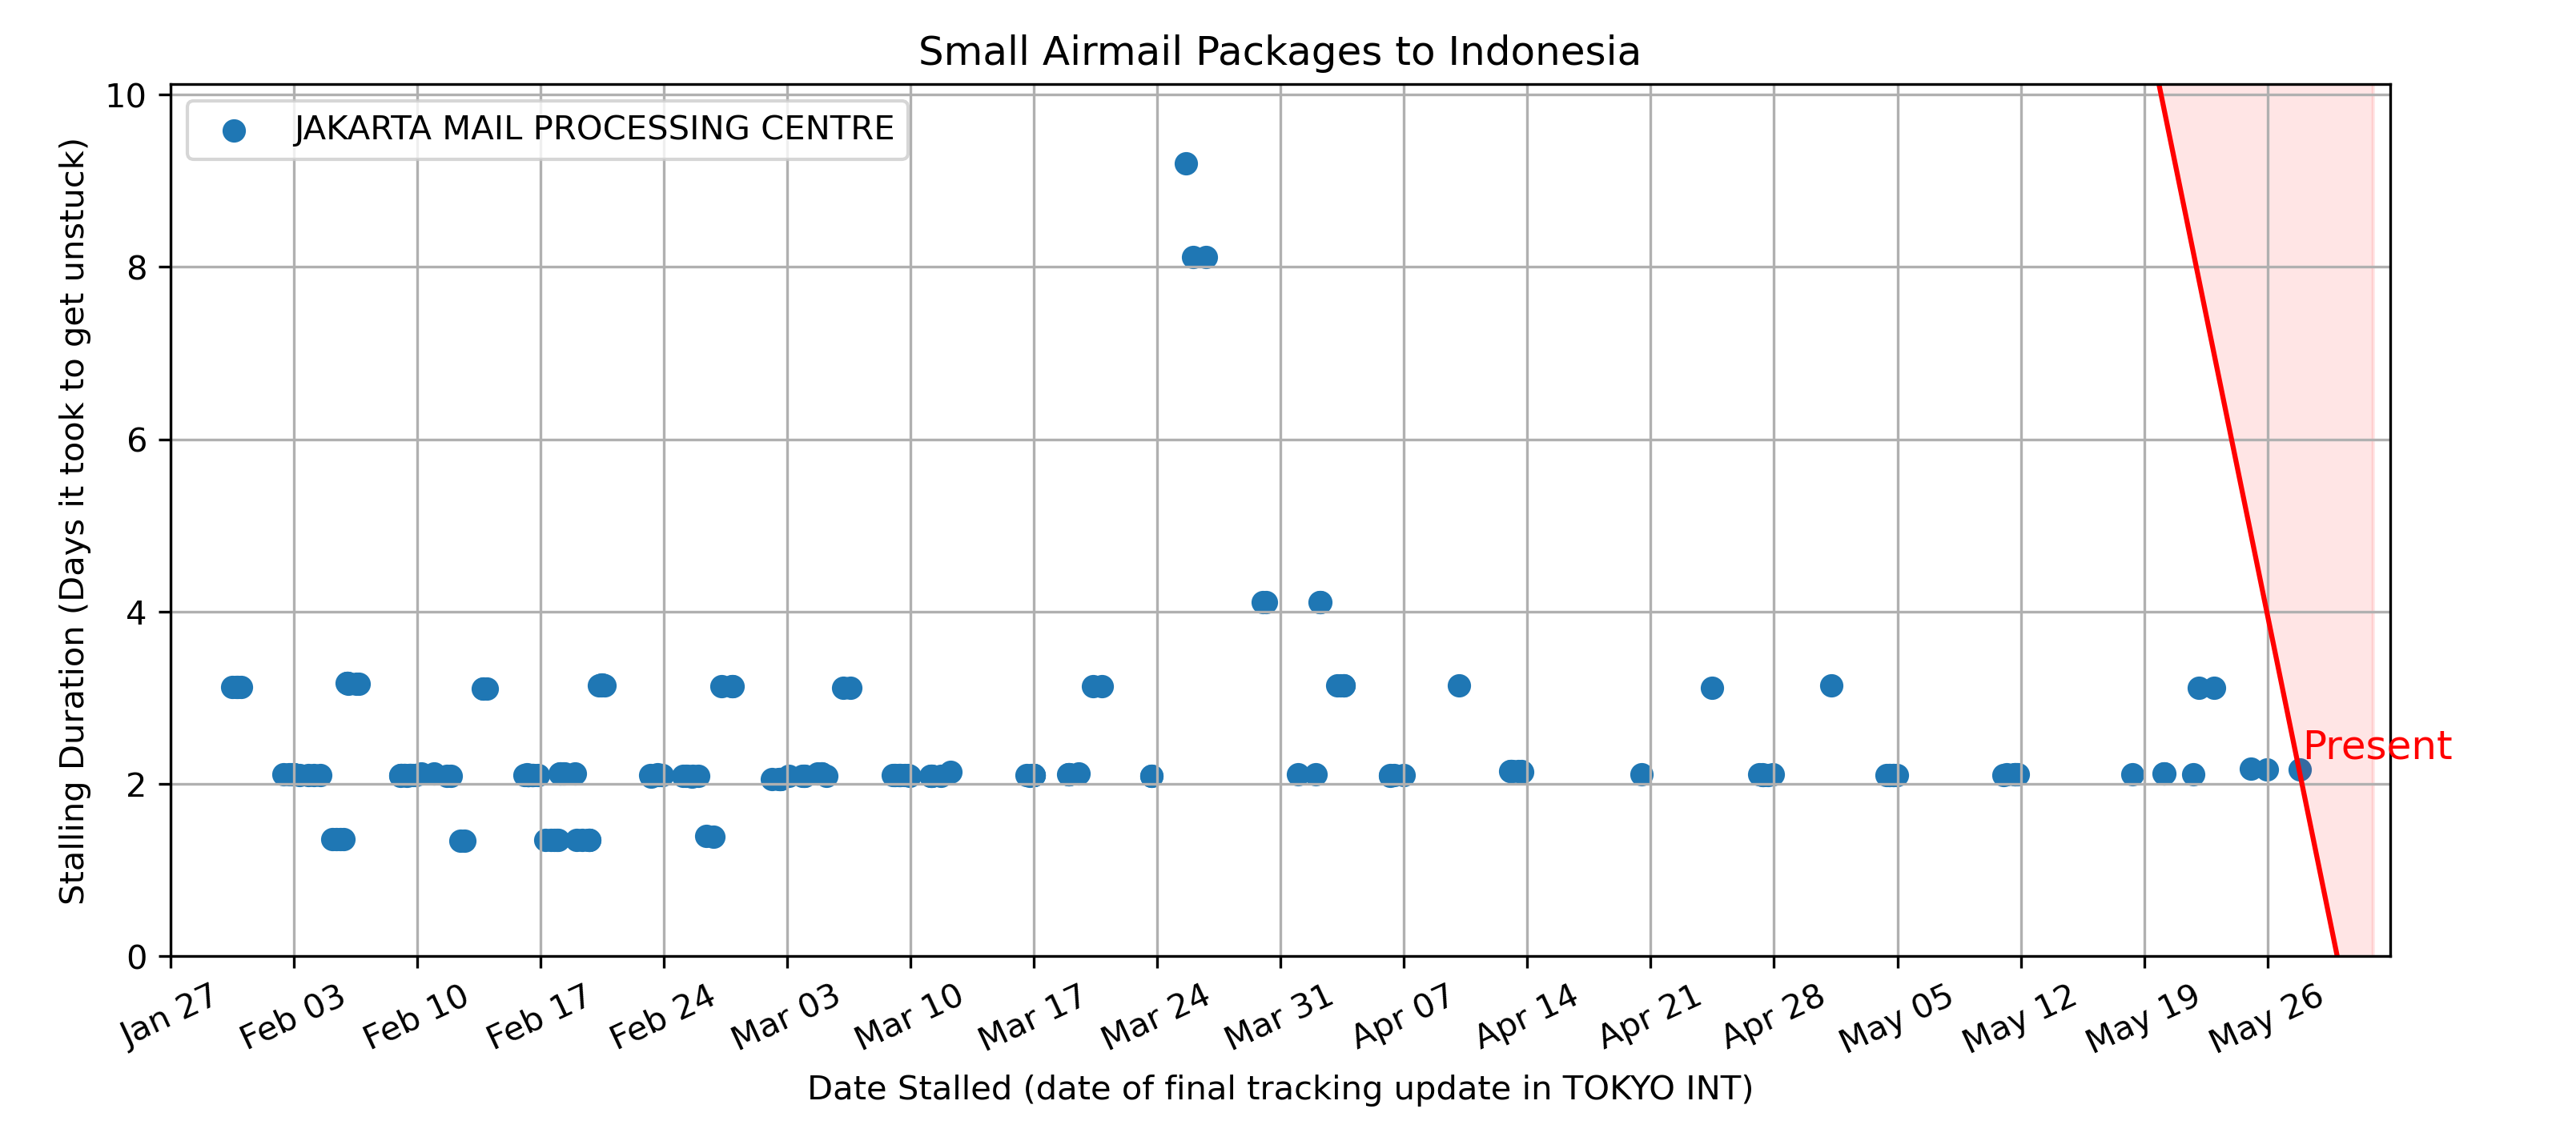 Small Airmail Packages to Indonesia
JAKARTA MAIL PROCESSING CENTRE
Stalling Duration (Days it took to get unstuck)
10
8
6
4
2
0
Present
Jan 27
Feb 03
Feb 10
Feb 17
Feb 24
Mar 03
Mar 10
Mar 17
Mar 24
Mar 31
Apr 07
Apr 14
Apr 21
Apr 28
May 05
May 12
May 19
May 26
Date Stalled (date of final tracking update in TOKYO INT)